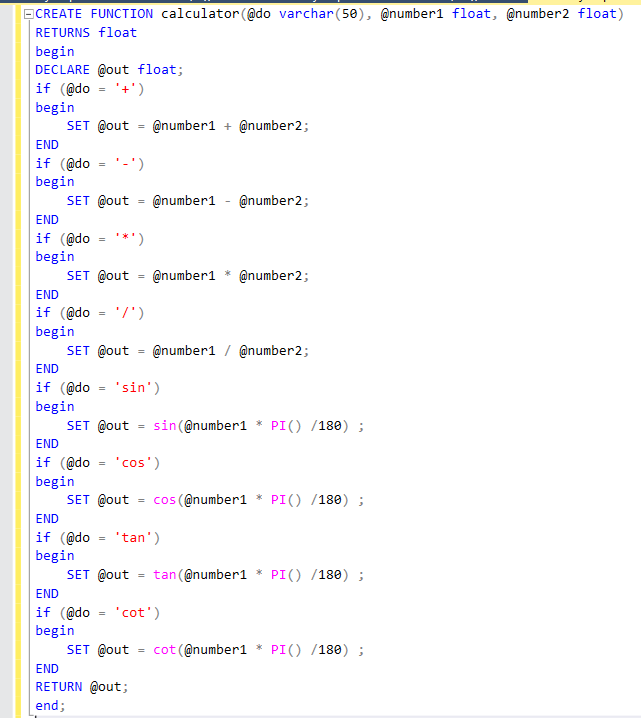 CREATE FUNCTION calculator(@do varchar(50), @number1 float, @number2 float)
RETURNS float
begin
DECLARE @out float;
if (@do = '+')
begin
    SET @out = @number1 + @number2;
END
if (@do = '-')
begin
    SET @out = @number1 - @number2;
END
if (@do = '*')
begin
    SET @out = @number1 * @number2;
END
if (@do = '/')
begin
    SET @out = @number1 / @number2;
END
if (@do = 'sin')
begin
    SET @out = sin(@number1 * PI() /180) ;
END
if (@do = 'cos')
begin
    SET @out = cos(@number1 * PI() /180) ;
END
if (@do = 'tan')
begin
    SET @out = tan(@number1 * PI() /180) ;
END
if (@do = 'cot')
begin
    SET @out = cot(@number1 * PI() /180) ;
END
RETURN @out;
end;